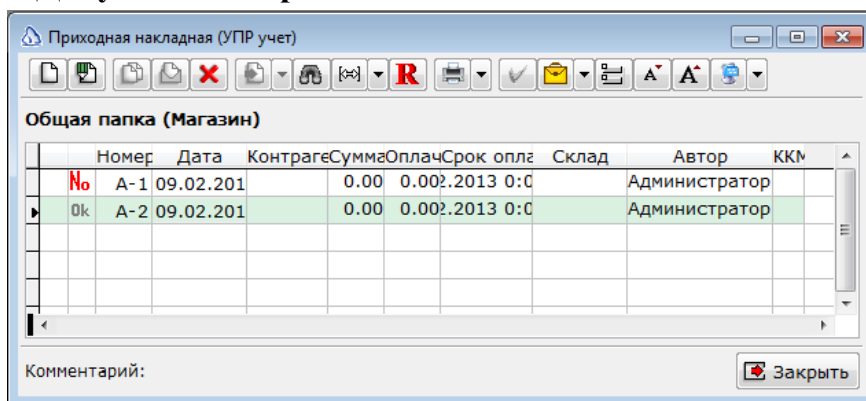 Приходная накладная (УПР учет)
R A A
Общая папка (Магазин)
Номер Дата Контраге Сумма Оплач Срок опла Склад Автор ККМ
No А-1 09.02.201 0.00 0.00 2.2013 0:0 Администратор
Ok А-2 09.02.201 0.00 0.00 2.2013 0:0 Администратор
Комментарий:
Закрыть